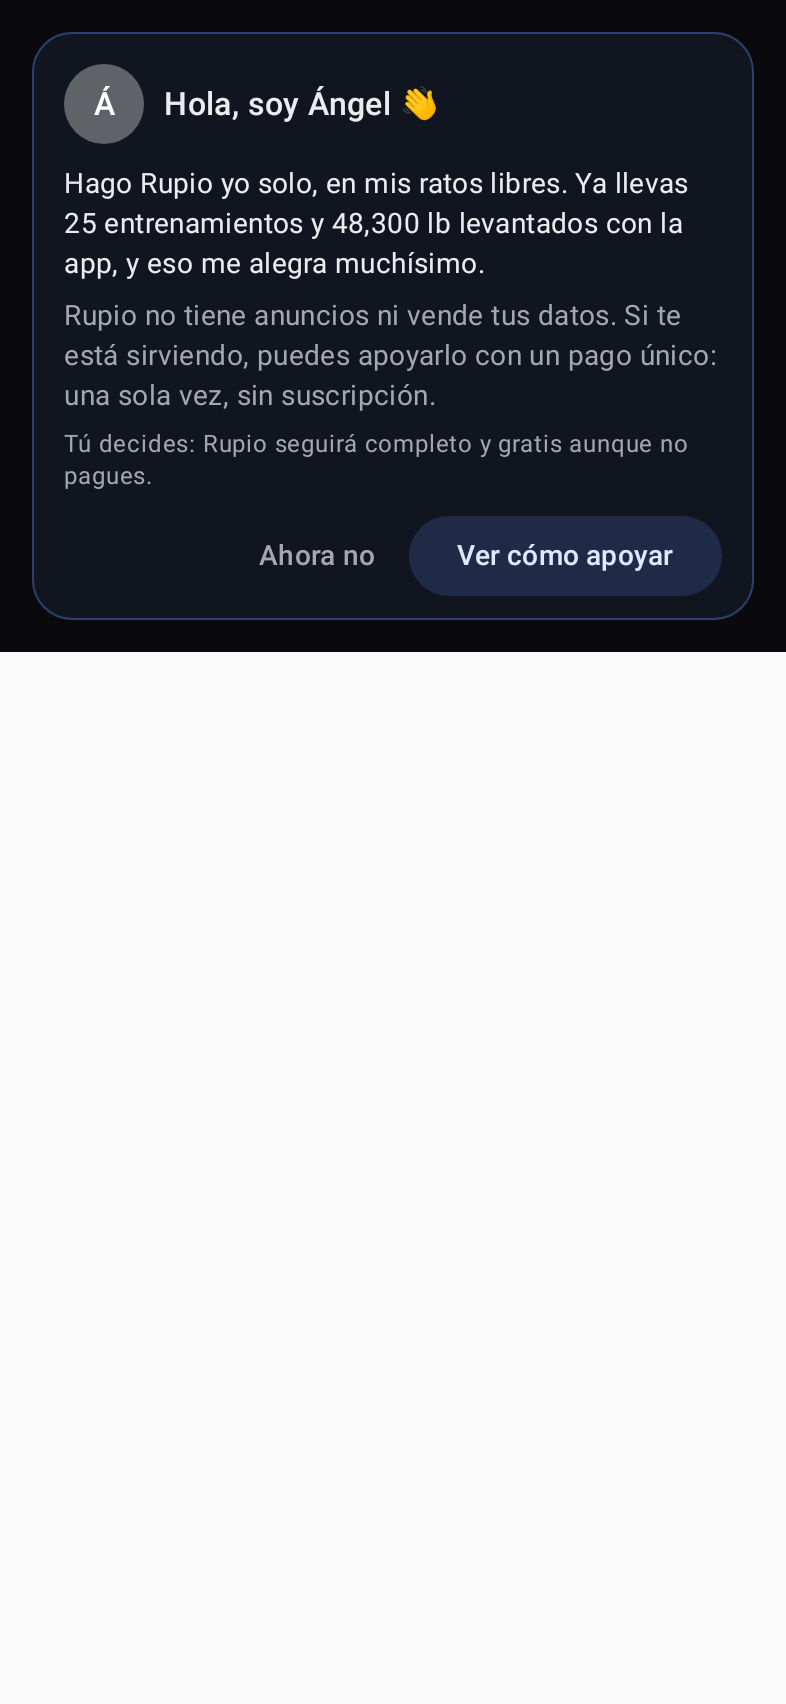 Á
Hola, soy Ángel 👋
Hago Rupio yo solo, en mis ratos libres. Ya llevas
25 entrenamientos y 48,300 lb levantados con la
app, y eso me alegra muchísimo.
Rupio no tiene anuncios ni vende tus datos. Si te
está sirviendo, puedes apoyarlo con un pago único:
una sola vez, sin suscripción.
Tú decides: Rupio seguirá completo y gratis aunque no
pagues.
Ahora no
Ver cómo apoyar